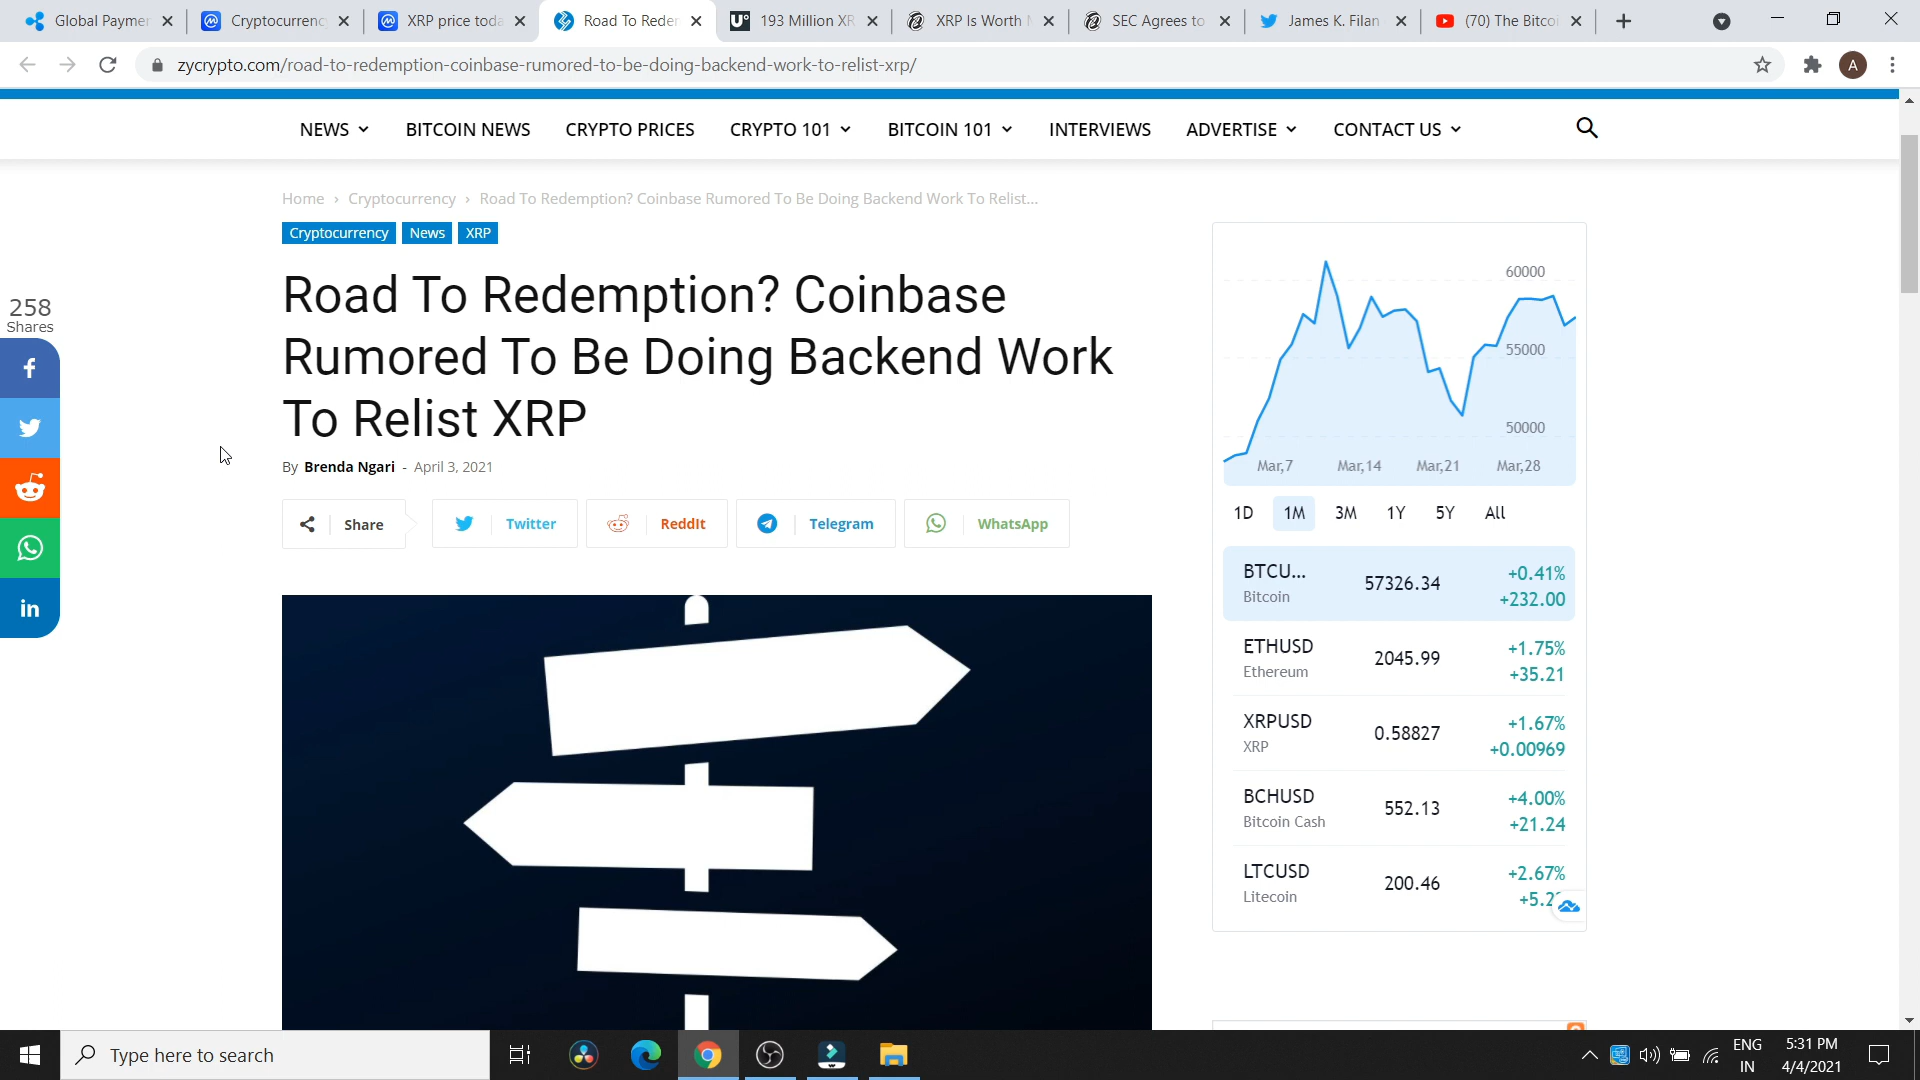 Global Paymen
Cryptocurrenc
XRP price toda
Road To Reder
193 Million XR
XRP Is Worth
SEC Agrees to
James K. Filan
(70) The Bitcoi
zycrypto.com/road-to-redemption-coinbase-rumored-to-be-doing-backend-work-to-relist-xrp/
A
NEWS
BITCOIN NEWS
CRYPTO PRICES
CRYPTO 101
BITCOIN 101
INTERVIEWS
ADVERTISE
CONTACT US
Home › Cryptocurrency › Road To Redemption? Coinbase Rumored To Be Doing Backend Work To Relist...
Cryptocurrency News XRP
Road To Redemption? Coinbase
Rumored To Be Doing Backend Work
To Relist XRP
By Brenda Ngari - April 3, 2021
258
Shares
Share
Twitter
ReddIt
Telegram
WhatsApp
60000
55000
50000
Mar,7 Mar,14 Mar,21 Mar,28
1D 1M 3M 1Y 5Y All
BTCU... 57326.34 +0.41%
Bitcoin +232.00
ETHUSD 2045.99 +1.75%
Ethereum +35.21
XRPUSD 0.58827 +1.67%
XRP +0.00969
BCHUSD 552.13 +4.00%
Bitcoin Cash +21.24
LTCUSD 200.46 +2.67%
Litecoin
Type here to search
ENG
IN
5:31 PM
4/4/2021